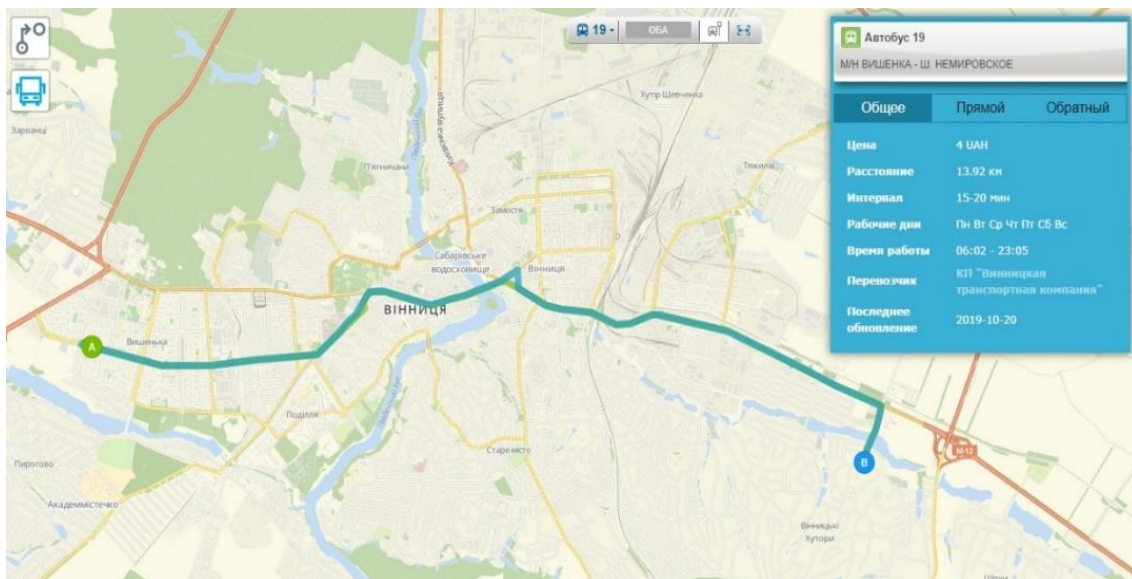 19
ОБА
Автобус 19
М/Н ВИШЕНКА - Ш. НЕМИРОВСКОЕ
Общее Прямой Обратный
Цена 4 UAH
Расстояние 13.92 км
Интервал 15-20 мин
Рабочие дни Пн Вт Ср Чт Пт Сб Вс
Время работы 06:02 - 23:05
Перевозчик КП "Винницкая
транспортная компания"
Последнее
обновление 2019-10-20
Хутір Шевченка
Зарванці
П'ятничани
Тяжилів
Замостя
Сабарівське
водосховище
Вінниця
ВІННИЦЯ
A
Вишенька
Поділля
Старе місто
B
М-12
Пирогово
Академмістечко
Вінницькі
Хутори